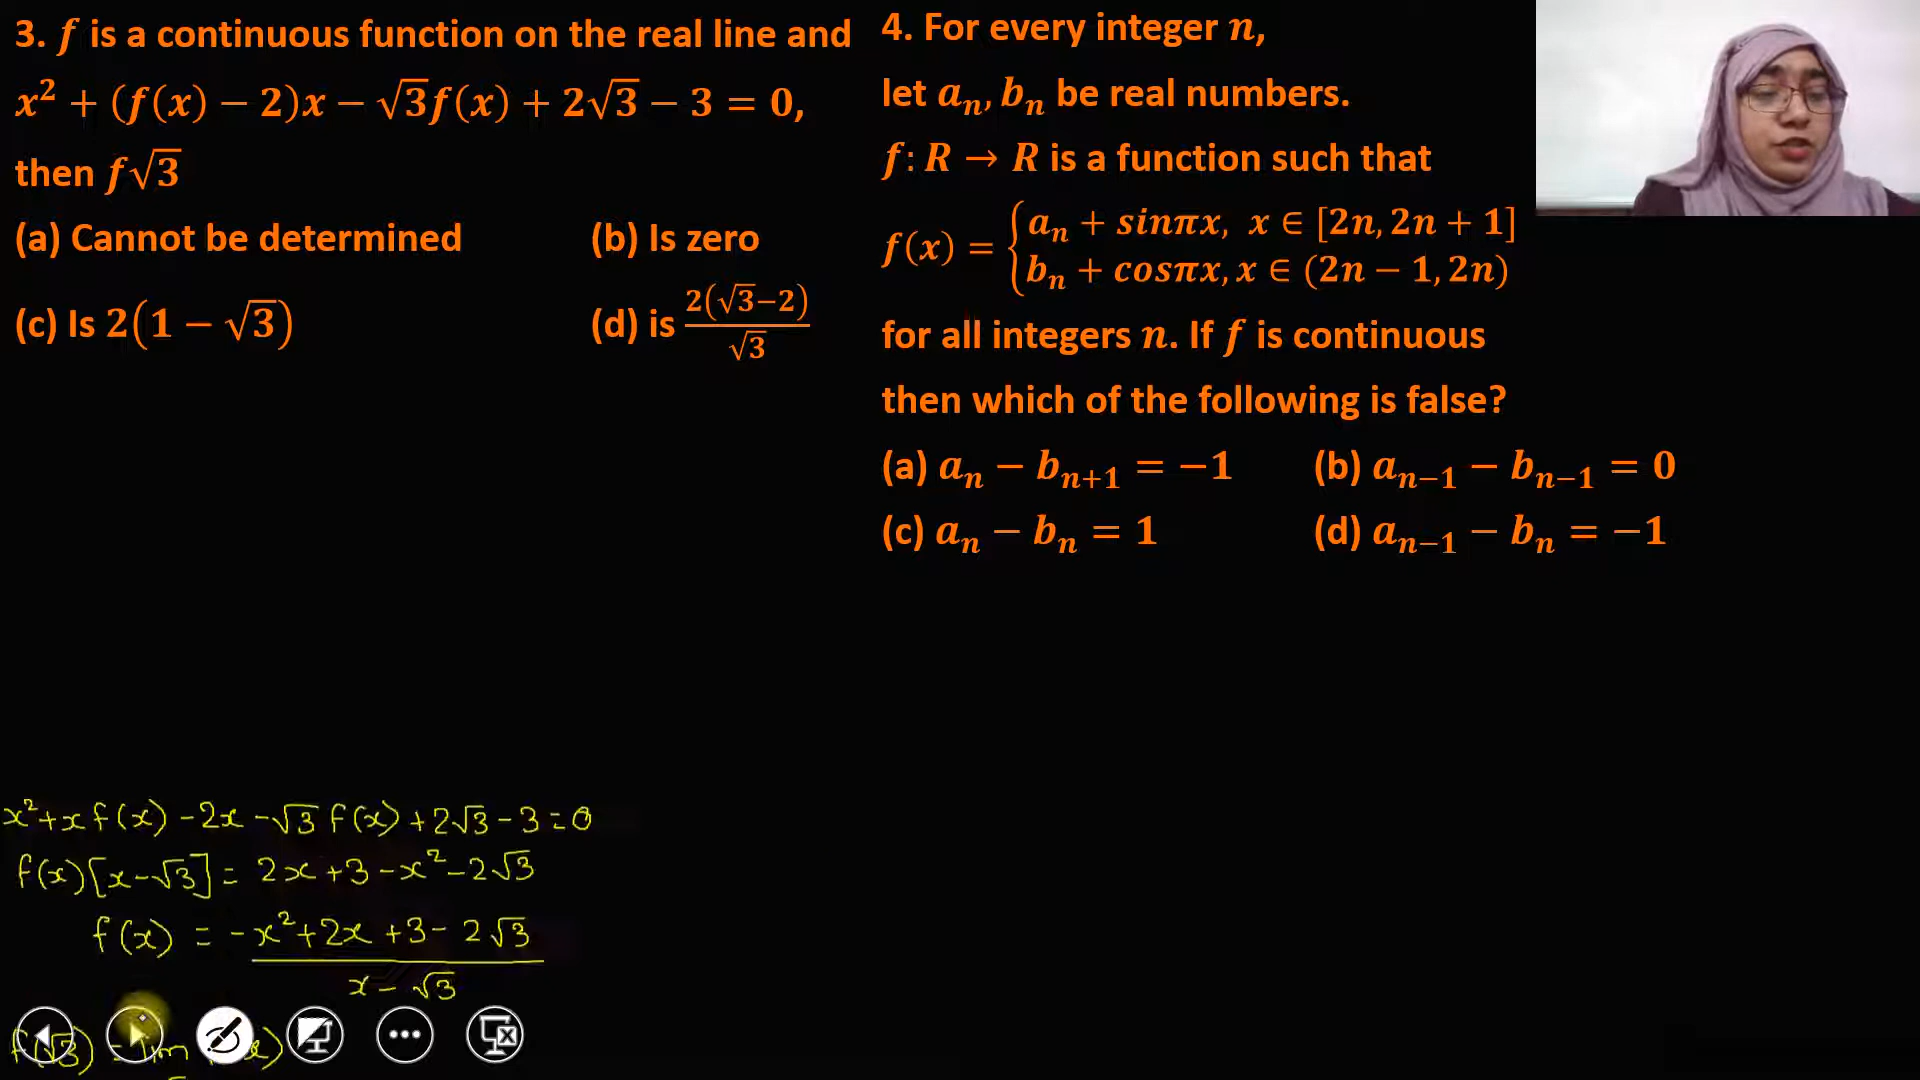 3. f is a continuous function on the real line and
x² + (f(x) − 2)x − √3f(x) + 2√3 − 3 = 0,
then f√3
(a) Cannot be determined (b) Is zero
(c) Is 2(1 − √3) (d) is 2(√3−2)/√3
4. For every integer n,
let aₙ, bₙ be real numbers.
f: R → R is a function such that
f(x) = { aₙ + sinπx, x ∈ [2n, 2n + 1]
bₙ + cosπx, x ∈ (2n − 1, 2n)
for all integers n. If f is continuous
then which of the following is false?
(a) aₙ − bₙ₊₁ = −1 (b) aₙ₋₁ − bₙ₋₁ = 0
(c) aₙ − bₙ = 1 (d) aₙ₋₁ − bₙ = −1
x²+x f(x) -2x -√3 f(x) +2√3 -3 = 0
f(x)[x-√3] = 2x +3 -x² -2√3
f(x) = -x²+2x +3 - 2√3
x - √3
f(√3) = lim